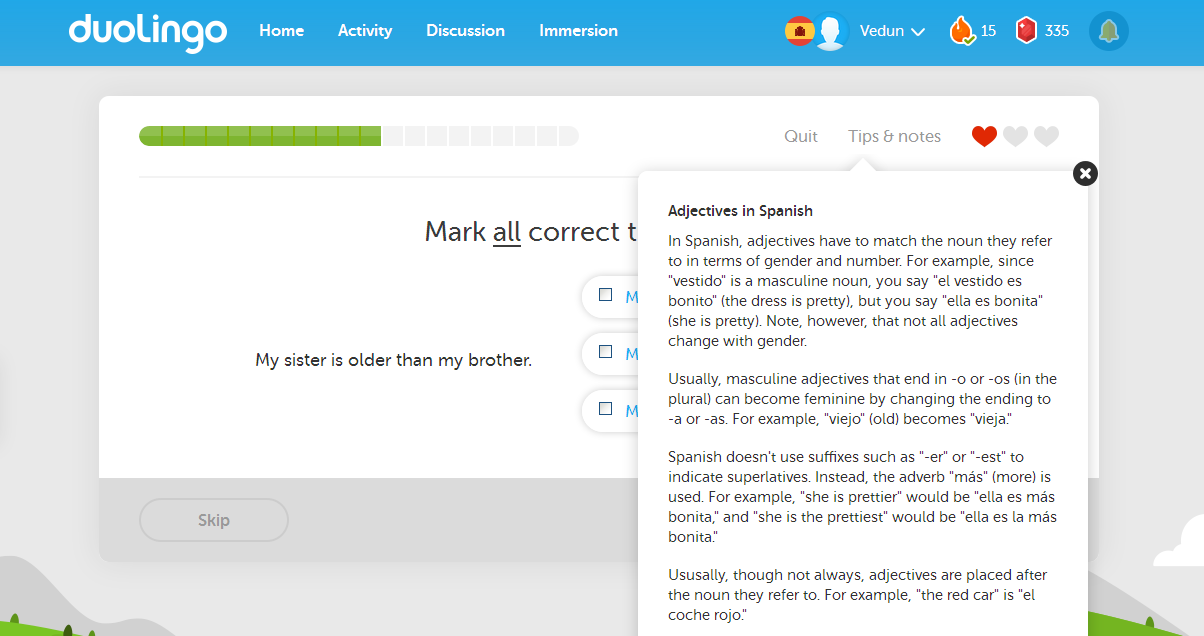 duolingo
Home Activity Discussion Immersion
Vedun 15 335
Quit Tips & notes
Mark all correct t
M
M
My sister is older than my brother.
M
Skip
Adjectives in Spanish
In Spanish, adjectives have to match the noun they refer
to in terms of gender and number. For example, since
"vestido" is a masculine noun, you say "el vestido es
bonito" (the dress is pretty), but you say "ella es bonita"
(she is pretty). Note, however, that not all adjectives
change with gender.
Usually, masculine adjectives that end in -o or -os (in the
plural) can become feminine by changing the ending to
-a or -as. For example, "viejo" (old) becomes "vieja."
Spanish doesn't use suffixes such as "-er" or "-est" to
indicate superlatives. Instead, the adverb "más" (more) is
used. For example, "she is prettier" would be "ella es más
bonita," and "she is the prettiest" would be "ella es la más
bonita."
Ususally, though not always, adjectives are placed after
the noun they refer to. For example, "the red car" is "el
coche rojo."